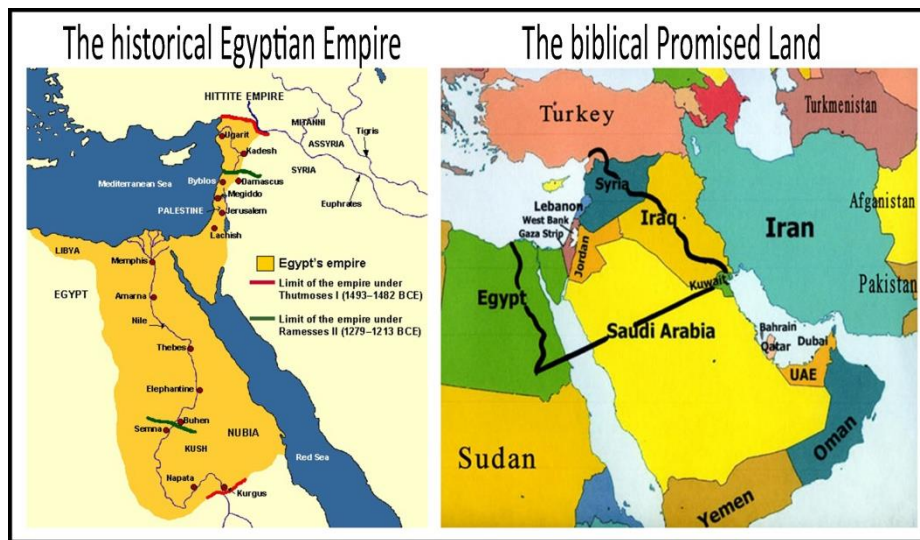 The historical Egyptian Empire
HITTITE EMPIRE
Ugarit
MITANNI
Tigris
ASSYRIA
Kadesh
SYRIA
Mediterranean Sea
Byblos
Damascus
Megiddo
Euphrates
PALESTINE
Jerusalem
Lachish
LIBYA
Memphis
EGYPT
Amarna
Nile
Thebes
Elephantine
Buhen
Semna
KUSH
NUBIA
Napata
Kurgus
Red Sea
Egypt's empire
Limit of the empire under
Thutmoses I (1493–1482 BCE)
Limit of the empire under
Ramesses II (1279–1213 BCE)
The biblical Promised Land
Turkey
Turkmenistan
Syria
Lebanon
West Bank
Gaza Strip
Iraq
Iran
Afganistan
Jordan
Pakistan
Egypt
Kuwait
Saudi Arabia
Bahrain
Dubai
Qatar
UAE
Oman
Sudan
Yemen